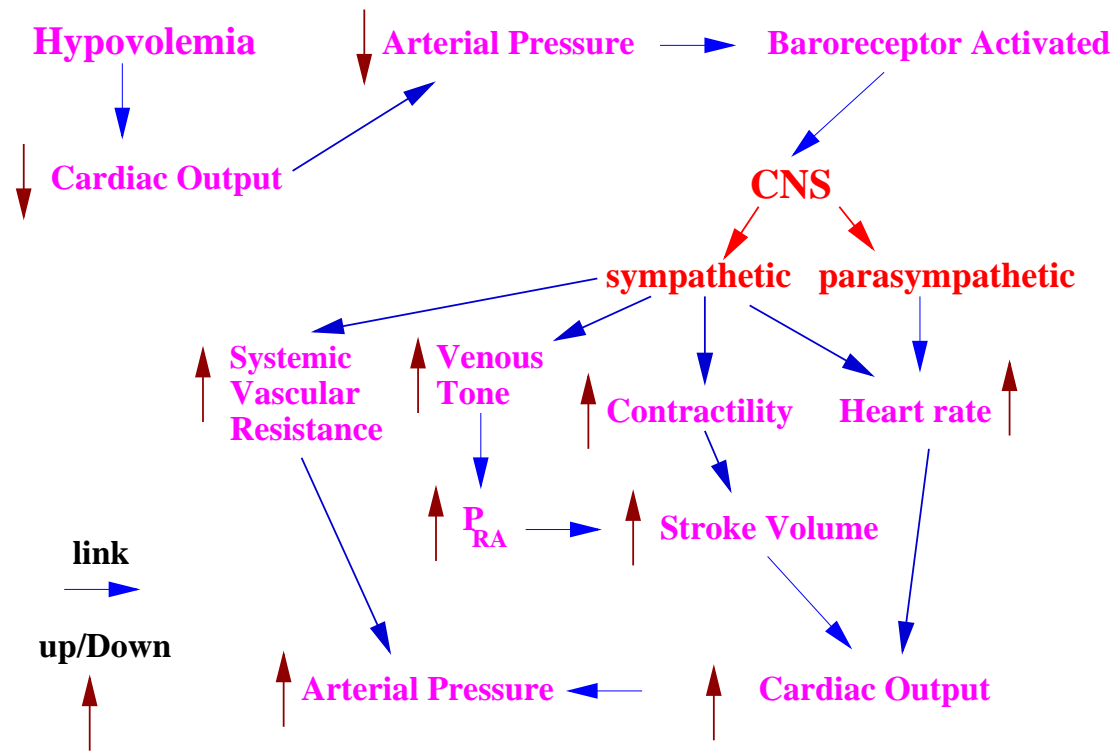 Hypovolemia
Arterial Pressure
Baroreceptor Activated
Cardiac Output
CNS
sympathetic
parasympathetic
Systemic
Vascular
Resistance
Venous
Tone
Contractility
Heart rate
P RA
Stroke Volume
link
up/Down
Arterial Pressure
Cardiac Output